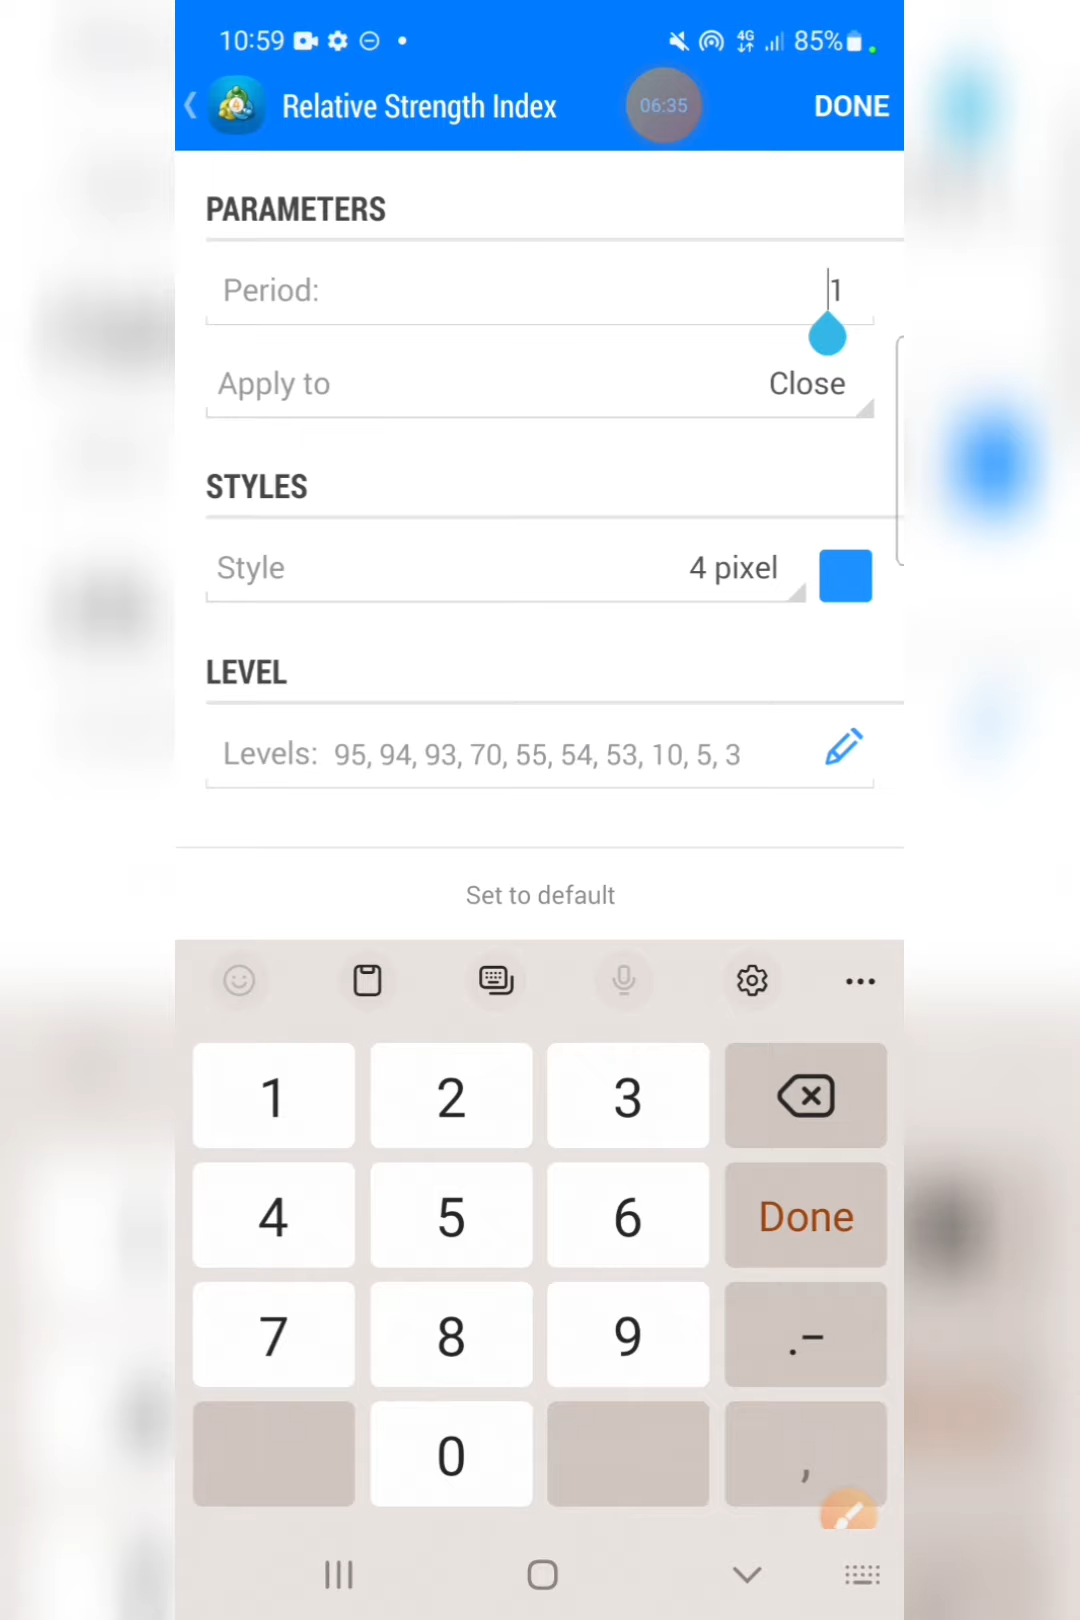 10:59 4G 85%
Relative Strength Index 06:35 DONE
PARAMETERS
Period: 1
Apply to Close
STYLES
Style 4 pixel
LEVEL
Levels: 95, 94, 93, 70, 55, 54, 53, 10, 5, 3
Set to default
1 2 3
4 5 6 Done
7 8 9 .-
0 ,